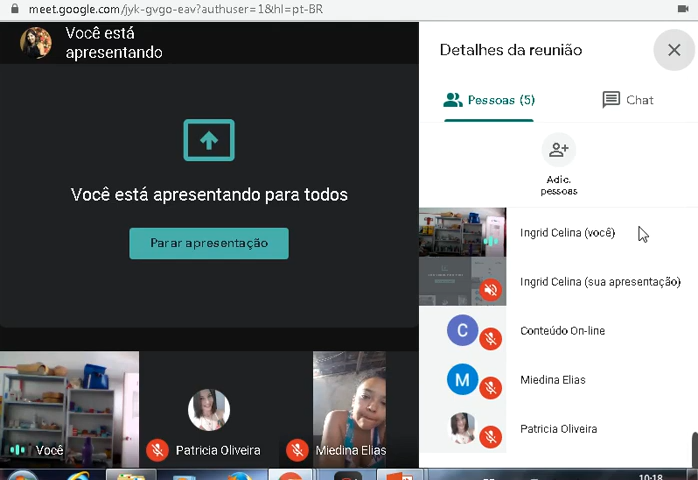 meet.google.com/jyk-gvgo-eav?authuser=1&hl=pt-BR
Você está
apresentando
Detalhes da reunião
Pessoas (5)
Chat
Adic.
pessoas
Você está apresentando para todos
Parar apresentação
Ingrid Celina (você)
Ingrid Celina (sua apresentação)
C
Conteúdo On-line
M
Miedina Elias
Patricia Oliveira
Você
Patricia Oliveira
Miedina Elias
10:18